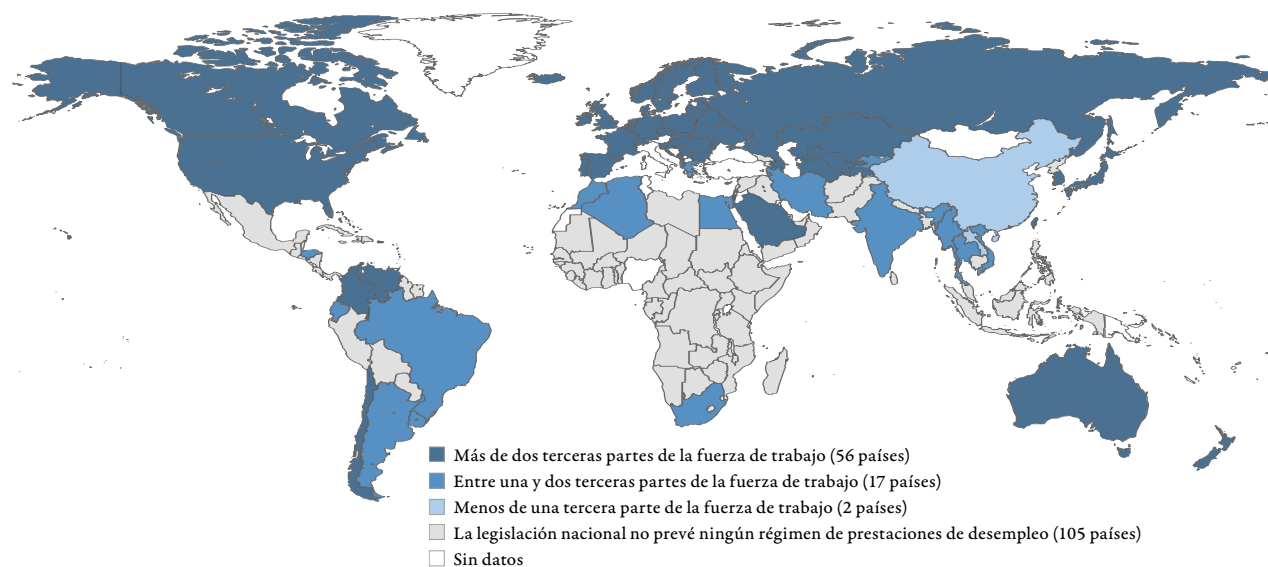 Más de dos terceras partes de la fuerza de trabajo (56 países)
Entre una y dos terceras partes de la fuerza de trabajo (17 países)
Menos de una tercera parte de la fuerza de trabajo (2 países)
La legislación nacional no prevé ningún régimen de prestaciones de desempleo (105 países)
Sin datos